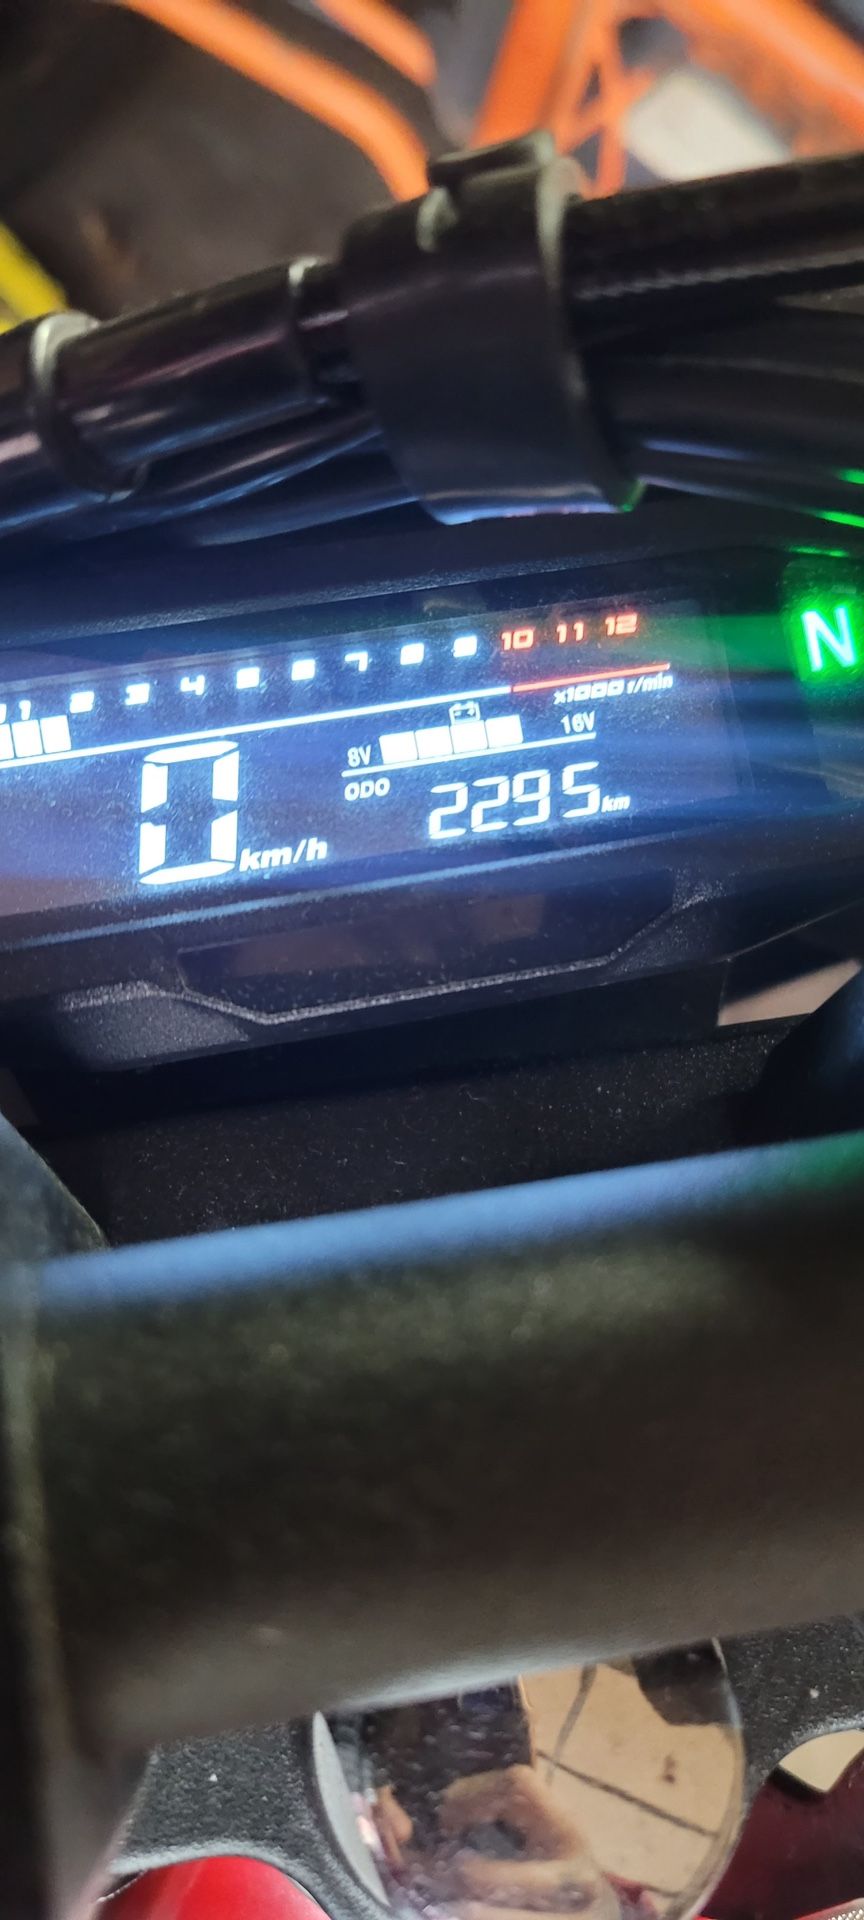 1 2 3 4 5 6 7 8 9 10 11 12
x1000 r/min
8V 16V
ODO 2295 km
0 km/h
N